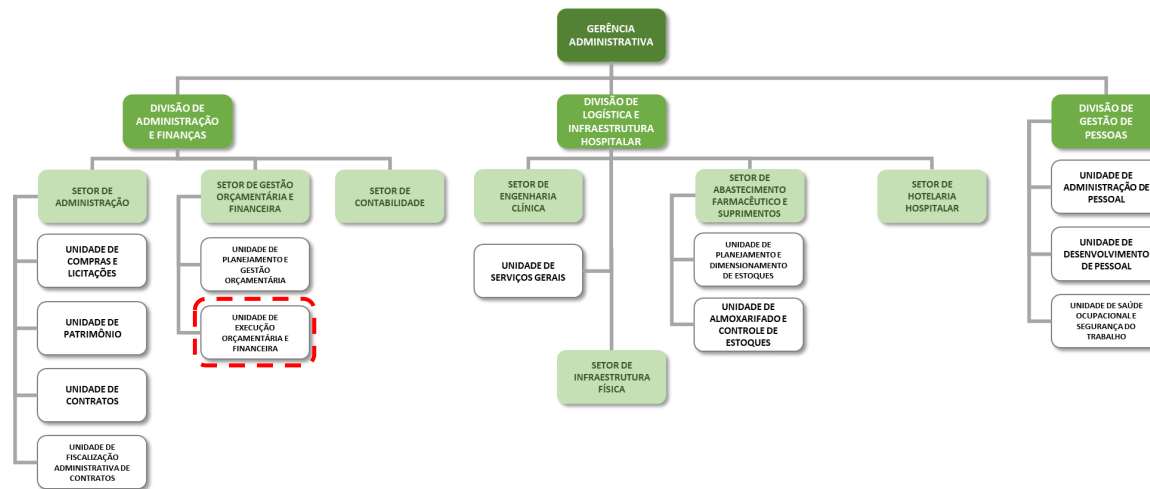 GERÊNCIA
ADMINISTRATIVA
DIVISÃO DE
ADMINISTRAÇÃO
E FINANÇAS
DIVISÃO DE
LOGÍSTICA E
INFRAESTRUTURA
HOSPITALAR
DIVISÃO DE
GESTÃO DE
PESSOAS
SETOR DE
ADMINISTRAÇÃO
SETOR DE GESTÃO
ORÇAMENTÁRIA E
FINANCEIRA
SETOR DE
CONTABILIDADE
SETOR DE
ENGENHARIA
CLÍNICA
SETOR DE
ABASTECIMENTO
FARMACÊUTICO E
SUPRIMENTOS
SETOR DE
HOTELARIA
HOSPITALAR
UNIDADE DE
ADMINISTRAÇÃO DE
PESSOAL
UNIDADE DE
COMPRAS E
LICITAÇÕES
UNIDADE DE
PLANEJAMENTO E
GESTÃO
ORÇAMENTÁRIA
UNIDADE DE
SERVIÇOS GERAIS
UNIDADE DE
PLANEJAMENTO E
DIMENSIONAMENTO
DE ESTOQUES
UNIDADE DE
DESENVOLVIMENTO
DE PESSOAL
UNIDADE DE
PATRIMÔNIO
UNIDADE DE
EXECUÇÃO
ORÇAMENTÁRIA E
FINANCEIRA
UNIDADE DE
ALMOXARIFADO E
CONTROLE DE
ESTOQUES
UNIDADE DE SAÚDE
OCUPACIONAL E
SEGURANÇA DO
TRABALHO
UNIDADE DE
CONTRATOS
SETOR DE
INFRAESTRUTURA
FÍSICA
UNIDADE DE
FISCALIZAÇÃO
ADMINISTRATIVA DE
CONTRATOS